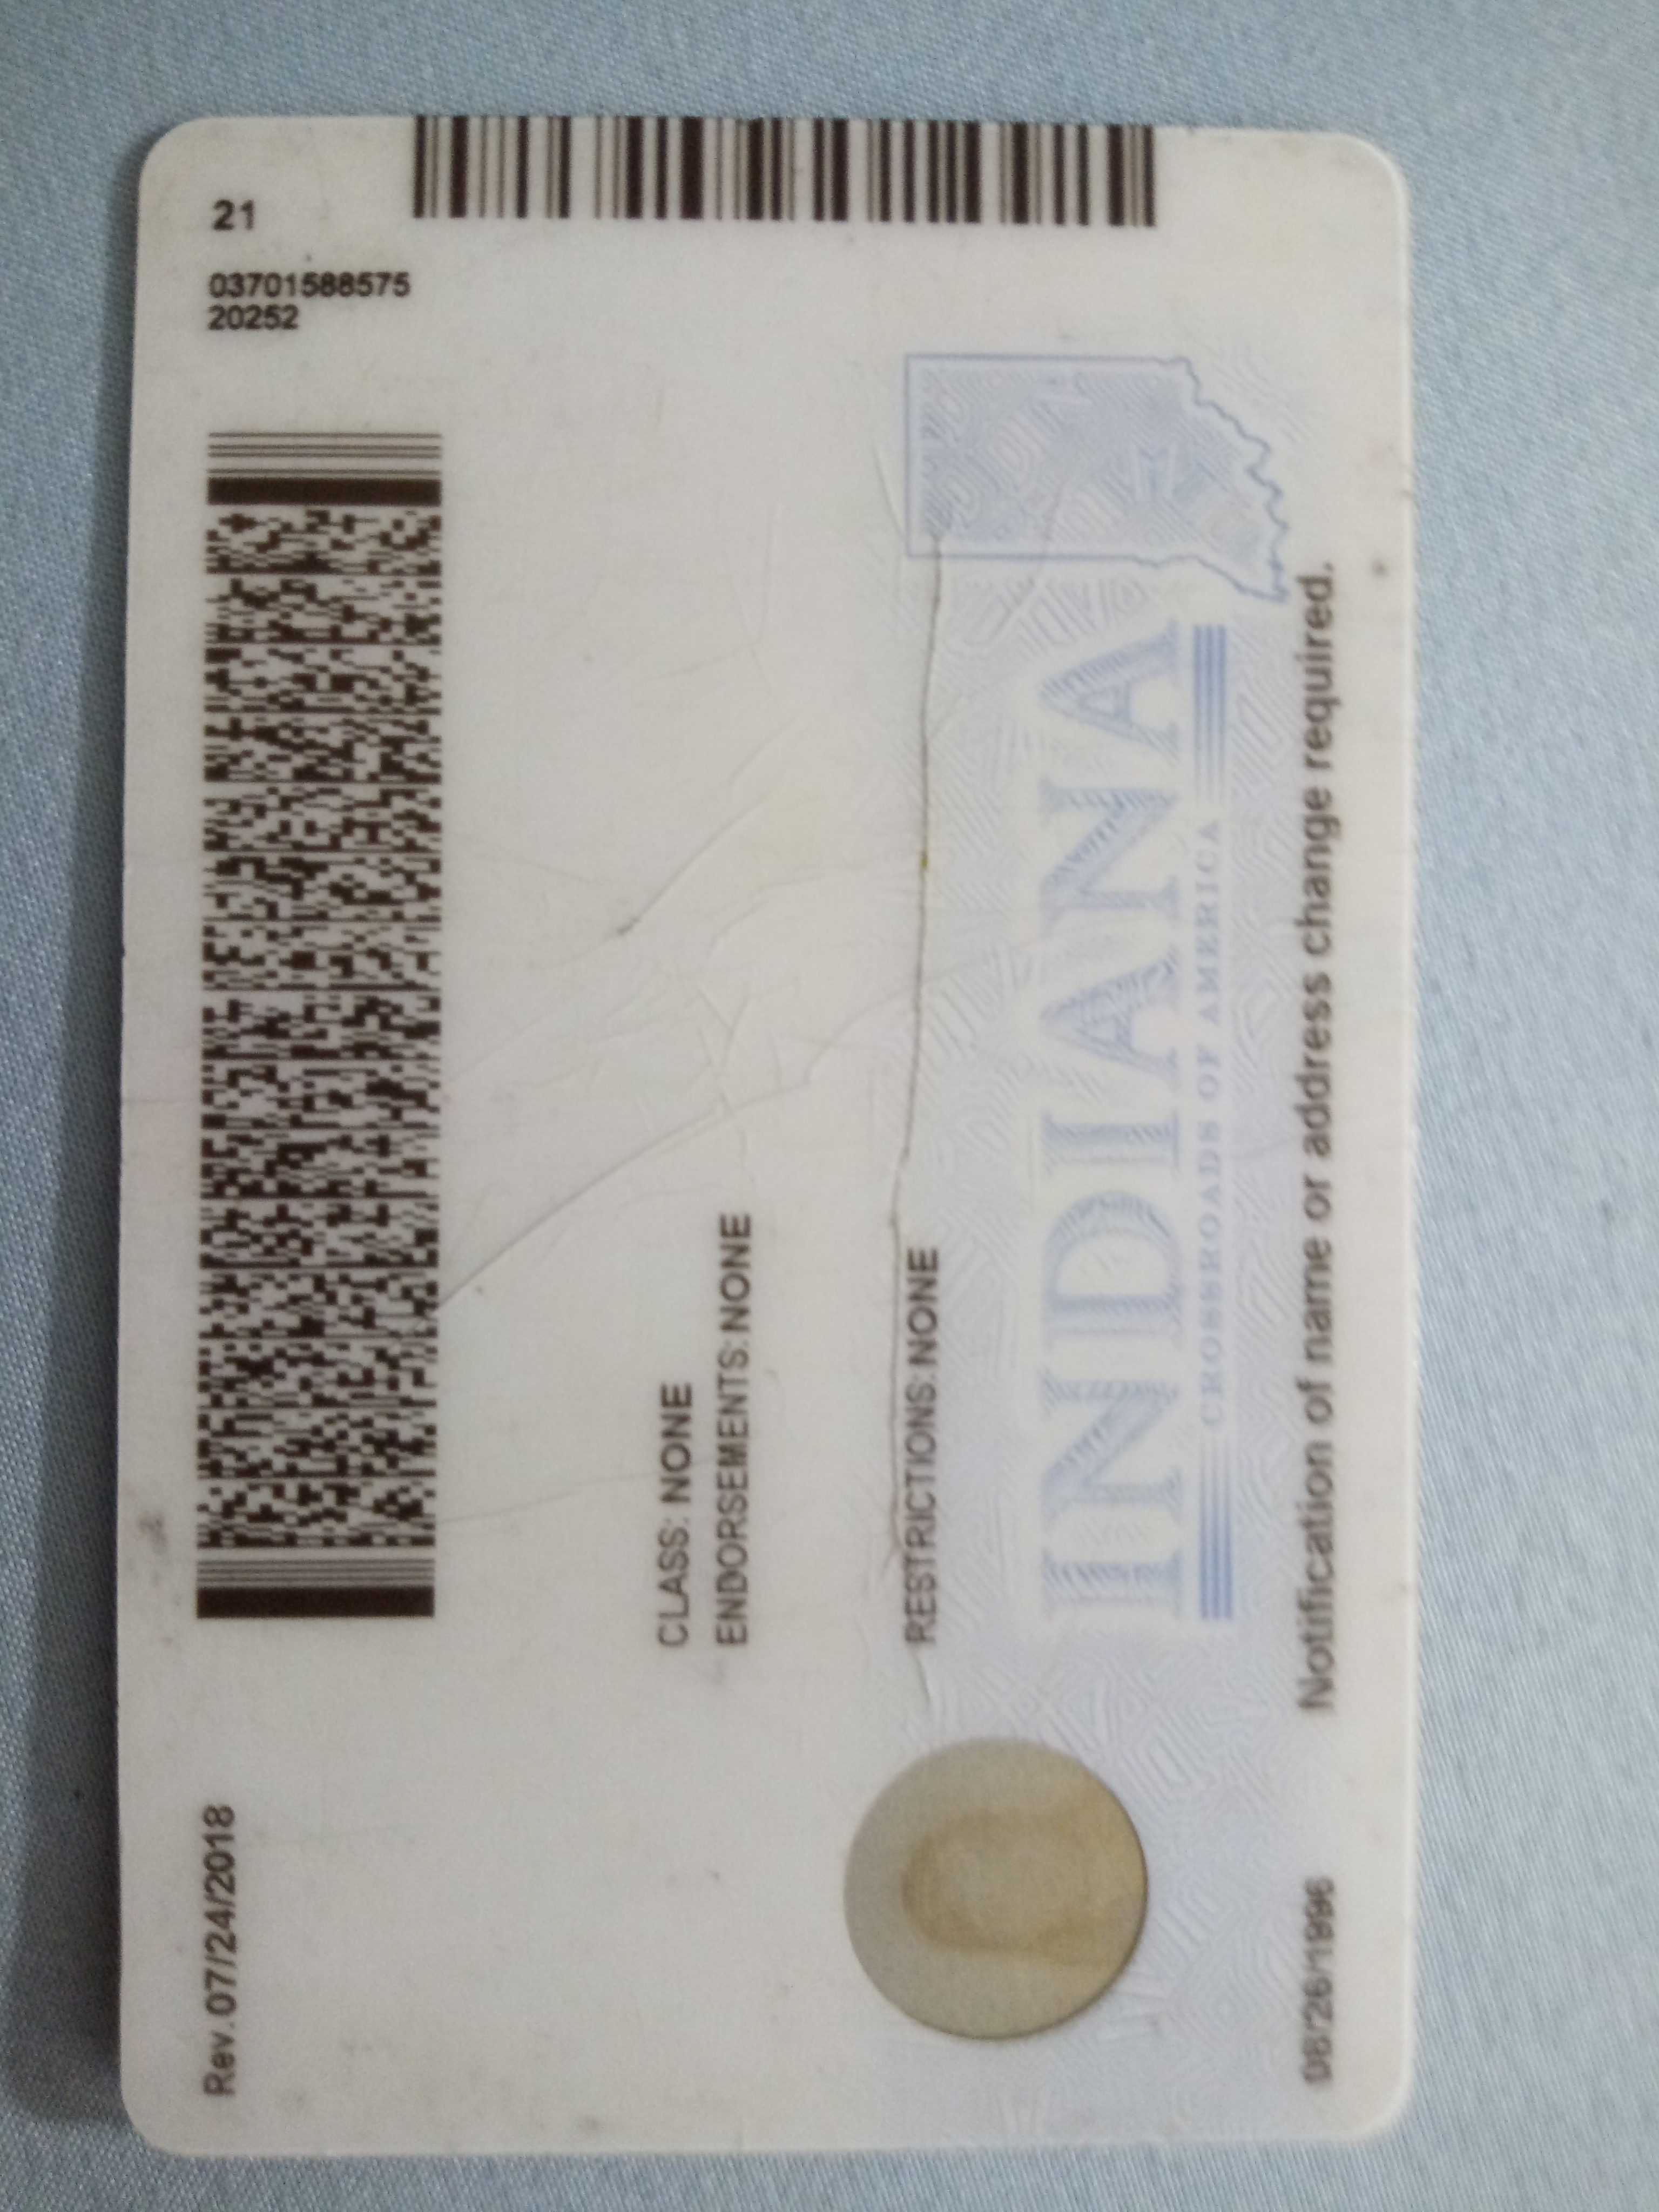 21
03701588575
20252
CLASS: NONE
ENDORSEMENTS: NONE
RESTRICTIONS: NONE
INDIANA
CROSSROADS OF AMERICA
Notification of name or address change required.
Rev.07/24/2018
08/26/1996